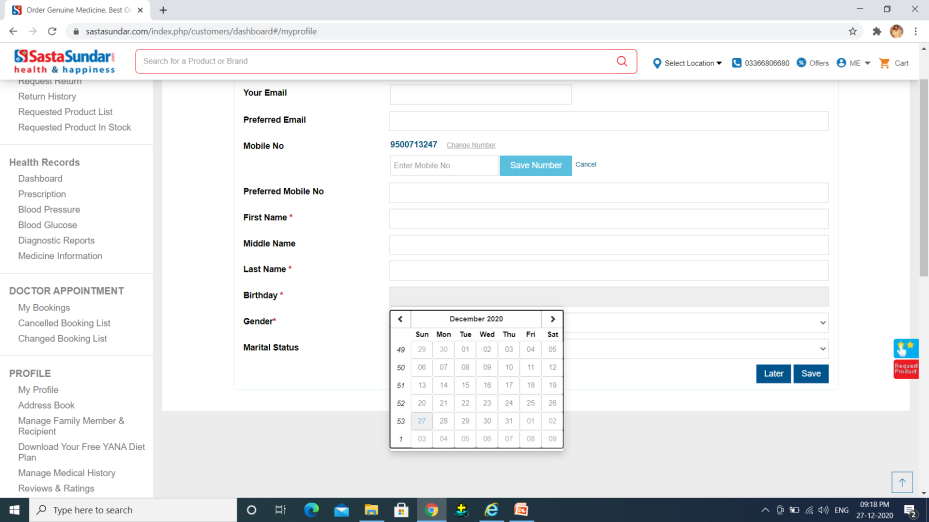 Order Genuine Medicine, Best O
sastasundar.com/index.php/customers/dashboard#/myprofile
SastaSundar
health & happiness
Search for a Product or Brand
Select Location
03366806680
Offers
ME
Cart
Request Return
Return History
Requested Product List
Requested Product In Stock
Health Records
Dashboard
Prescription
Blood Pressure
Blood Glucose
Diagnostic Reports
Medicine Information
DOCTOR APPOINTMENT
My Bookings
Cancelled Booking List
Changed Booking List
PROFILE
My Profile
Address Book
Manage Family Member &
Recipient
Download Your Free YANA Diet
Plan
Manage Medical History
Reviews & Ratings
Your Email
Preferred Email
Mobile No
9500713247 Change Number
Enter Mobile No
Save Number
Cancel
Preferred Mobile No
First Name *
Middle Name
Last Name *
Birthday *
Gender*
Marital Status
December 2020
Sun Mon Tue Wed Thu Fri Sat
49 29 30 01 02 03 04 05
50 06 07 08 09 10 11 12
51 13 14 15 16 17 18 19
52 20 21 22 23 24 25 26
53 27 28 29 30 31 01 02
1 03 04 05 06 07 08 09
Later
Save
Request
Product
Type here to search
ENG
09:18 PM
27-12-2020
2